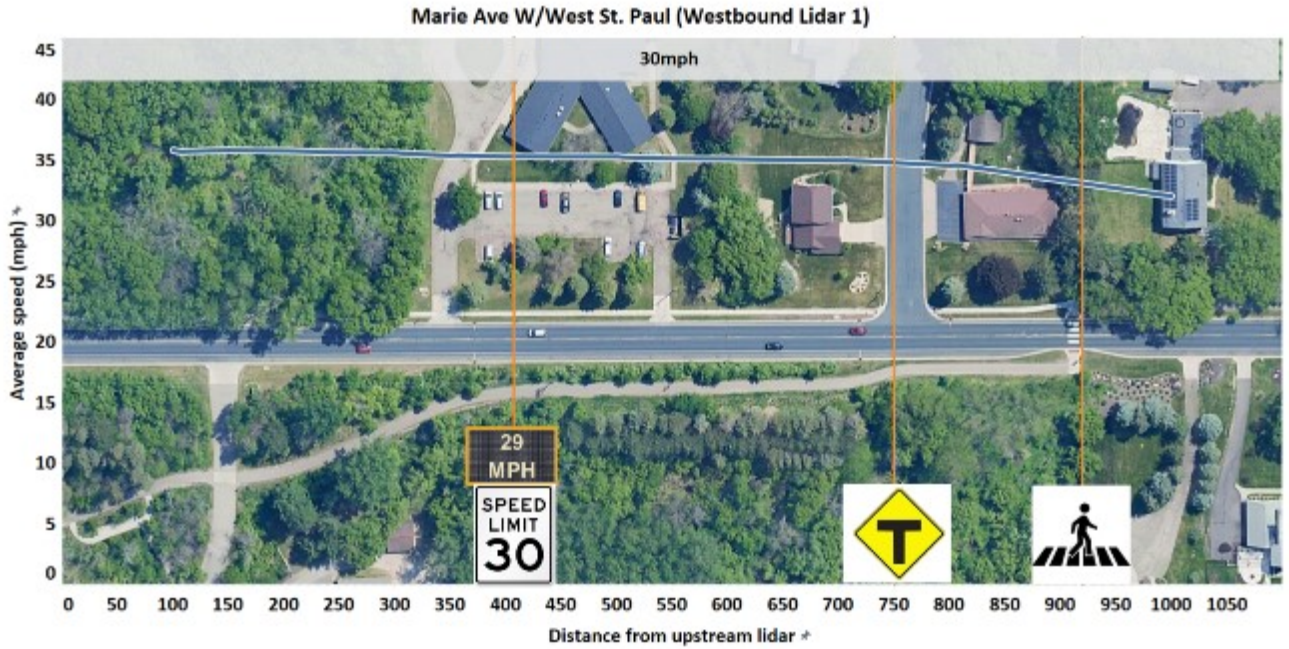 Marie Ave W/West St. Paul (Westbound Lidar 1)
30mph
45
40
35
30
25
20
15
10
5
0
Average speed (mph)
29
MPH
SPEED
LIMIT
30
T
0 50 100 150 200 250 300 350 400 450 500 550 600 650 700 750 800 850 900 950 1000 1050
Distance from upstream lidar